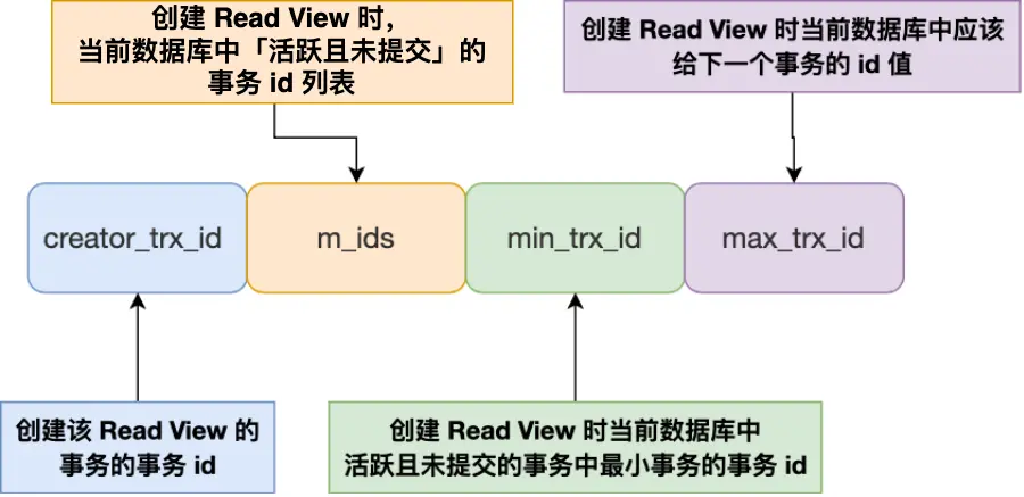 创建 Read View 时，
当前数据库中「活跃且未提交」的
事务 id 列表
创建 Read View 时当前数据库中应该
给下一个事务的 id 值
creator_trx_id
m_ids
min_trx_id
max_trx_id
创建该 Read View 的
事务的事务 id
创建 Read View 时当前数据库中
活跃且未提交的事务中最小事务的事务 id